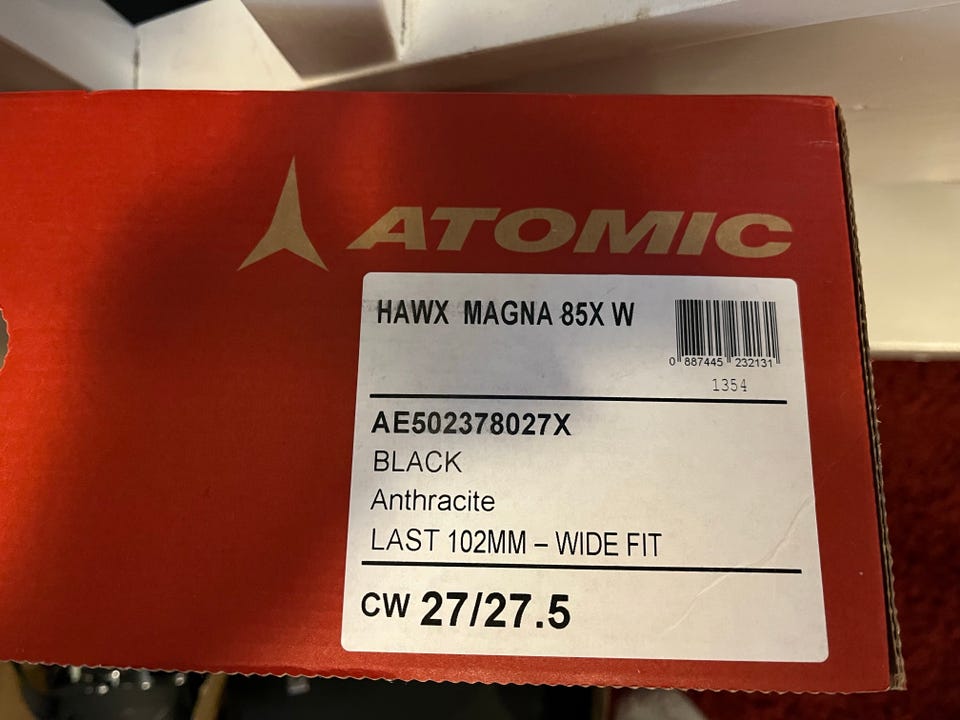 ATOMIC
HAWX MAGNA 85X W
0 887445 232131
1354
AE502378027X
BLACK
Anthracite
LAST 102MM – WIDE FIT
CW 27/27.5